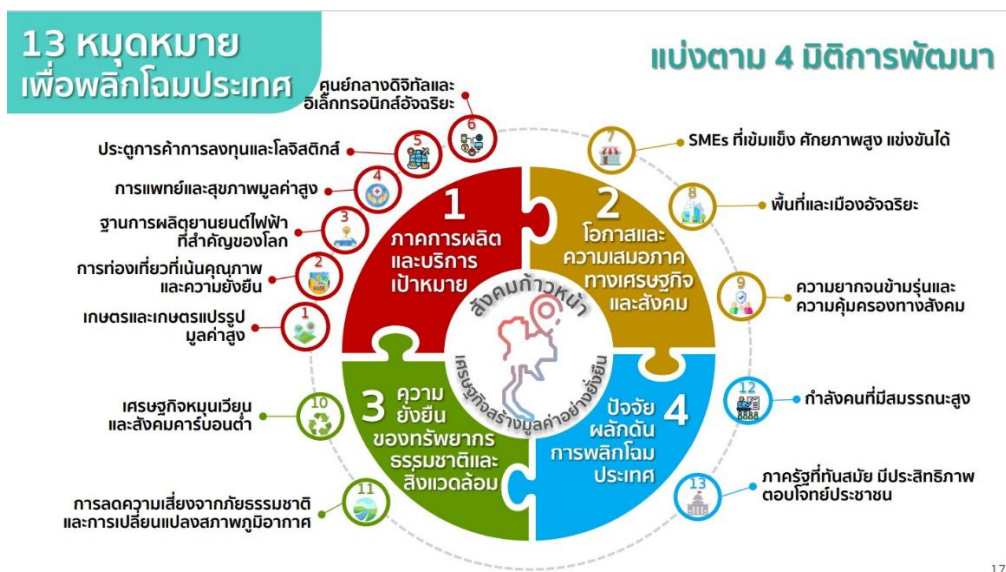 13 หมุดหมาย
เพื่อพลิกโฉมประเทศ
แบ่งตาม 4 มิติการพัฒนา
ศูนย์กลางดิจิทัลและ
อิเล็กทรอนิกส์อัจฉริยะ
6
ประตูการค้าการลงทุนและโลจิสติกส์
5
การแพทย์และสุขภาพมูลค่าสูง
4
ฐานการผลิตยานยนต์ไฟฟ้า
ที่สำคัญของโลก
3
การท่องเที่ยวที่เน้นคุณภาพ
และความยั่งยืน
2
เกษตรและเกษตรแปรรูป
มูลค่าสูง
1
1
ภาคการผลิต
และบริการ
เป้าหมาย
2
โอกาสและ
ความเสมอภาค
ทางเศรษฐกิจ
และสังคม
7
SMEs ที่เข้มแข็ง ศักยภาพสูง แข่งขันได้
8
พื้นที่และเมืองอัจฉริยะ
9
ความยากจนข้ามรุ่นและ
ความคุ้มครองทางสังคม
สังคมก้าวหน้า
เศรษฐกิจสร้างมูลค่าอย่างยั่งยืน
3
ความ
ยั่งยืน
ของทรัพยากร
ธรรมชาติและ
สิ่งแวดล้อม
10
เศรษฐกิจหมุนเวียน
และสังคมคาร์บอนต่ำ
11
การลดความเสี่ยงจากภัยธรรมชาติ
และการเปลี่ยนแปลงสภาพภูมิอากาศ
4
ปัจจัย
ผลักดัน
การพลิกโฉม
ประเทศ
12
กำลังคนที่มีสมรรถนะสูง
13
ภาครัฐที่ทันสมัย มีประสิทธิภาพ
ตอบโจทย์ประชาชน